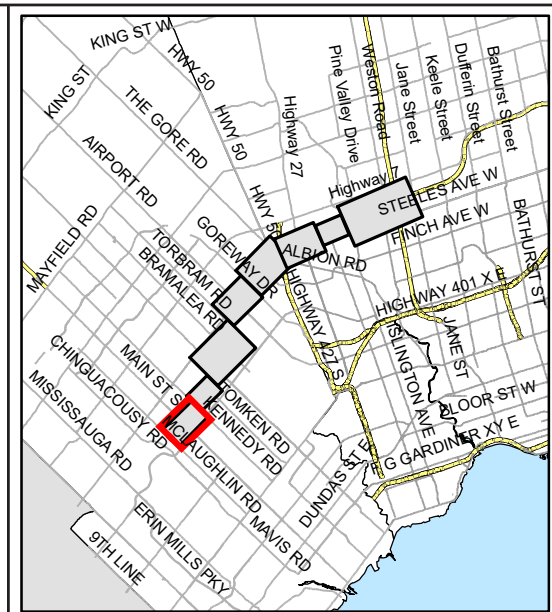 KING ST W
HWY 50
KING ST
THE GORE RD
HWY 50
Highway 27
Pine Valley Drive
Weston Road
Jane Street
Keele Street
Dufferin Street
Bathurst Street
AIRPORT RD
Highway 7
STEELES AVE W
FINCH AVE W
MAYFIELD RD
GOREWAY DR
ALBION RD
BATHURST ST
TORBRAM RD
BRAMALEA RD
HIGHWAY 427 S
HIGHWAY 401 X E
JANE ST
ISLINGTON AVE
CHINGUACOUSY RD
MAIN ST S
TOMKEN RD
KENNEDY RD
BLOOR ST W
MISSISSAUGA RD
MCLAUGHLIN RD
F G GARDINER XY E
DUNDAS ST E
MAVIS RD
ERIN MILLS PKY
9TH LINE